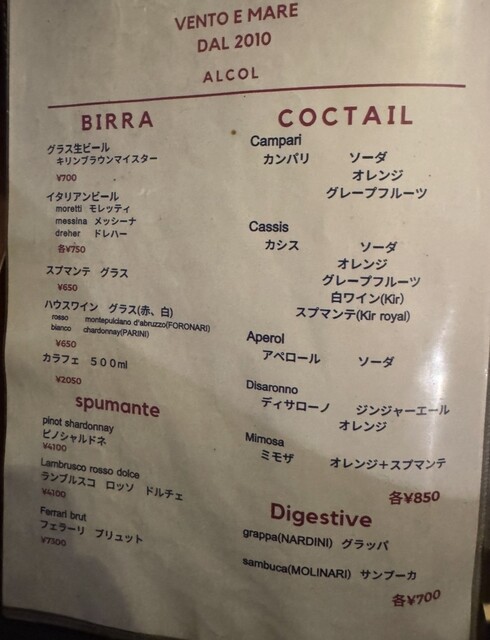 VENTO E MARE
DAL 2010
ALCOL
BIRRA
グラス生ビール
キリンブラウンマイスター
¥700
イタリアンビール
moretti モレッティ
messina メッシーナ
dreher ドレハー
各¥750
スプマンテ グラス
¥650
ハウスワイン グラス(赤、白)
rosso montepulciano d'abruzzo(FORONARI)
bianco chardonnay(PARINI)
¥650
カラフェ 500ml
¥2050
spumante
pinot shardonnay
ピノシャルドネ
¥4100
Lambrusco rosso dolce
ランブルスコ ロッソ ドルチェ
¥4100
Ferrari brut
フェラーリ ブリュット
¥7300
COCTAIL
Campari
カンパリ ソーダ
オレンジ
グレープフルーツ
Cassis
カシス ソーダ
オレンジ
グレープフルーツ
白ワイン(Kir)
スプマンテ(Kir royal)
Aperol
アペロール ソーダ
Disaronno
ディサローノ ジンジャーエール
オレンジ
Mimosa
ミモザ オレンジ+スプマンテ
各¥850
Digestive
grappa(NARDINI) グラッパ
sambuca(MOLINARI) サンブーカ
各¥700